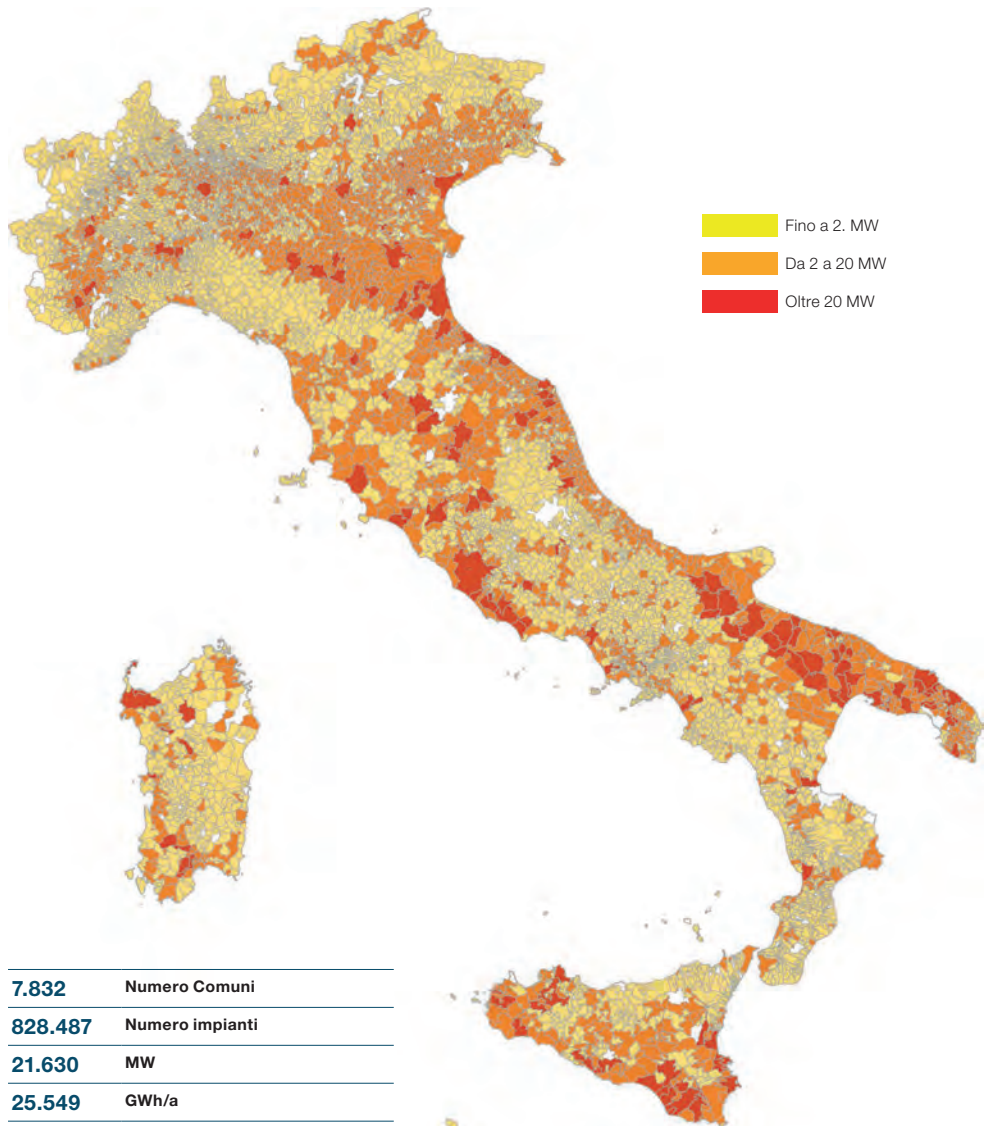 Fino a 2. MW
Da 2 a 20 MW
Oltre 20 MW
7.832 Numero Comuni
828.487 Numero impianti
21.630 MW
25.549 GWh/a